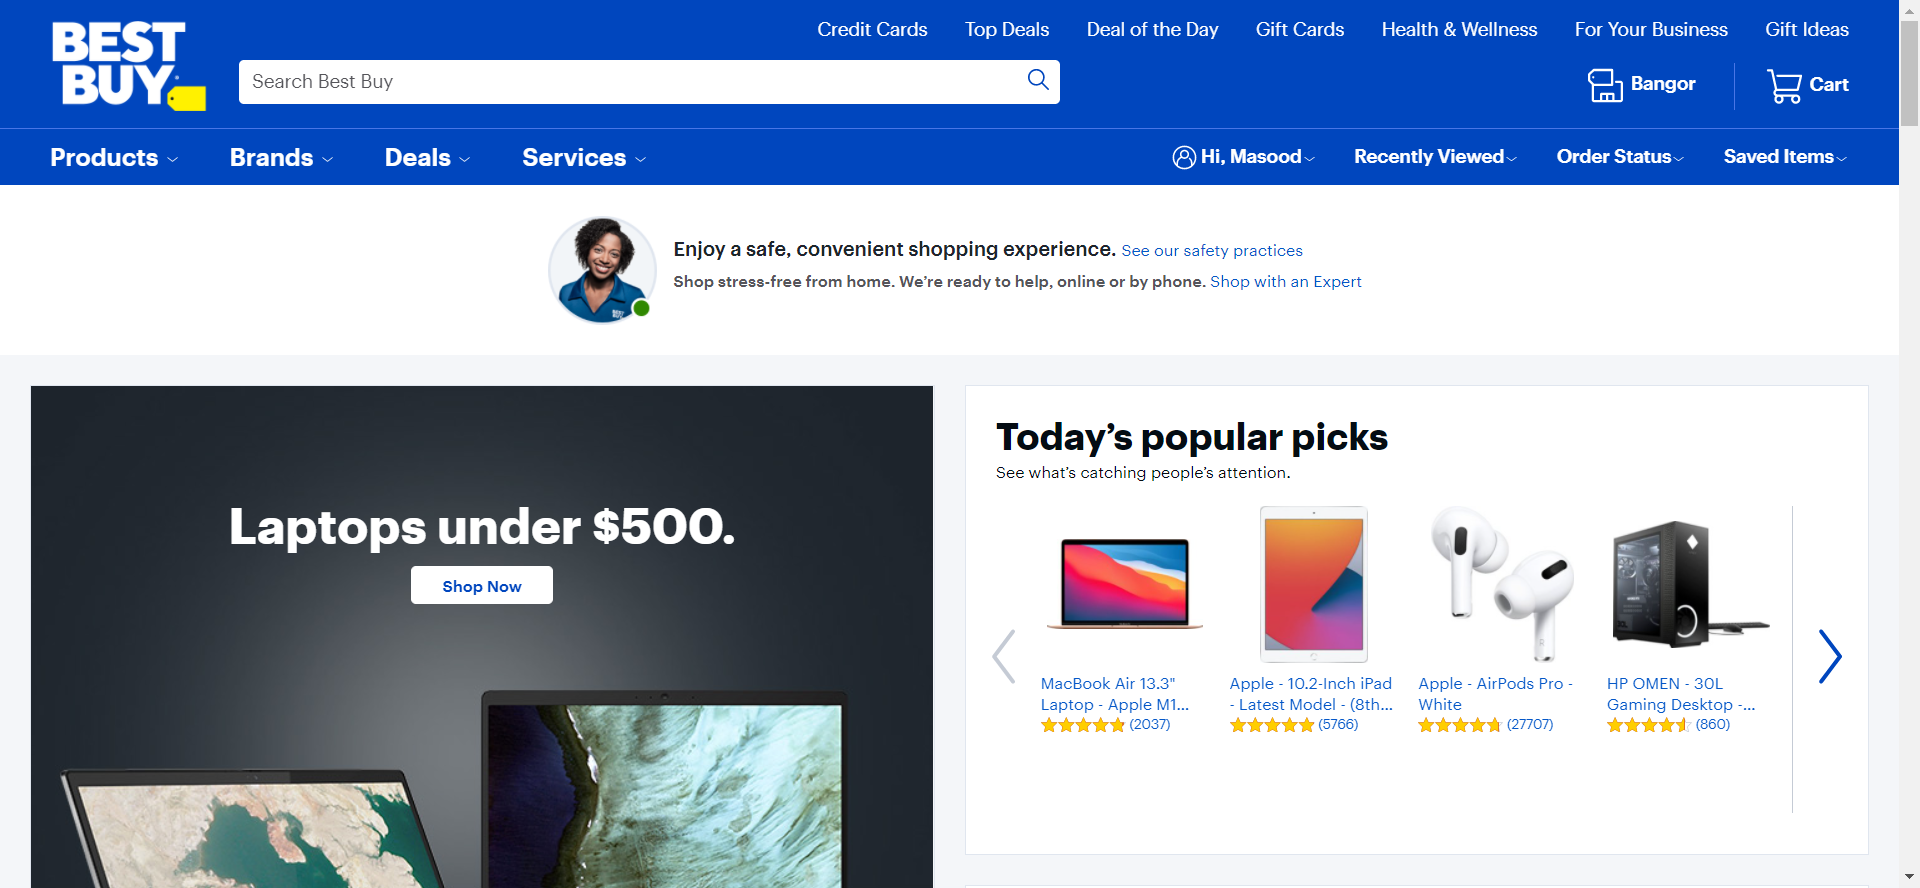 BEST
BUY
Credit Cards
Top Deals
Deal of the Day
Gift Cards
Health & Wellness
For Your Business
Gift Ideas
Search Best Buy
Bangor
Cart
Products
Brands
Deals
Services
Hi, Masood
Recently Viewed
Order Status
Saved Items
Enjoy a safe, convenient shopping experience. See our safety practices
Shop stress-free from home. We're ready to help, online or by phone. Shop with an Expert
Laptops under $500.
Shop Now
Today's popular picks
See what's catching people's attention.
MacBook Air 13.3"
Laptop - Apple M1...
(2037)
Apple - 10.2-Inch iPad
- Latest Model - (8th...
(5766)
Apple - AirPods Pro -
White
(27707)
HP OMEN - 30L
Gaming Desktop -...
(860)